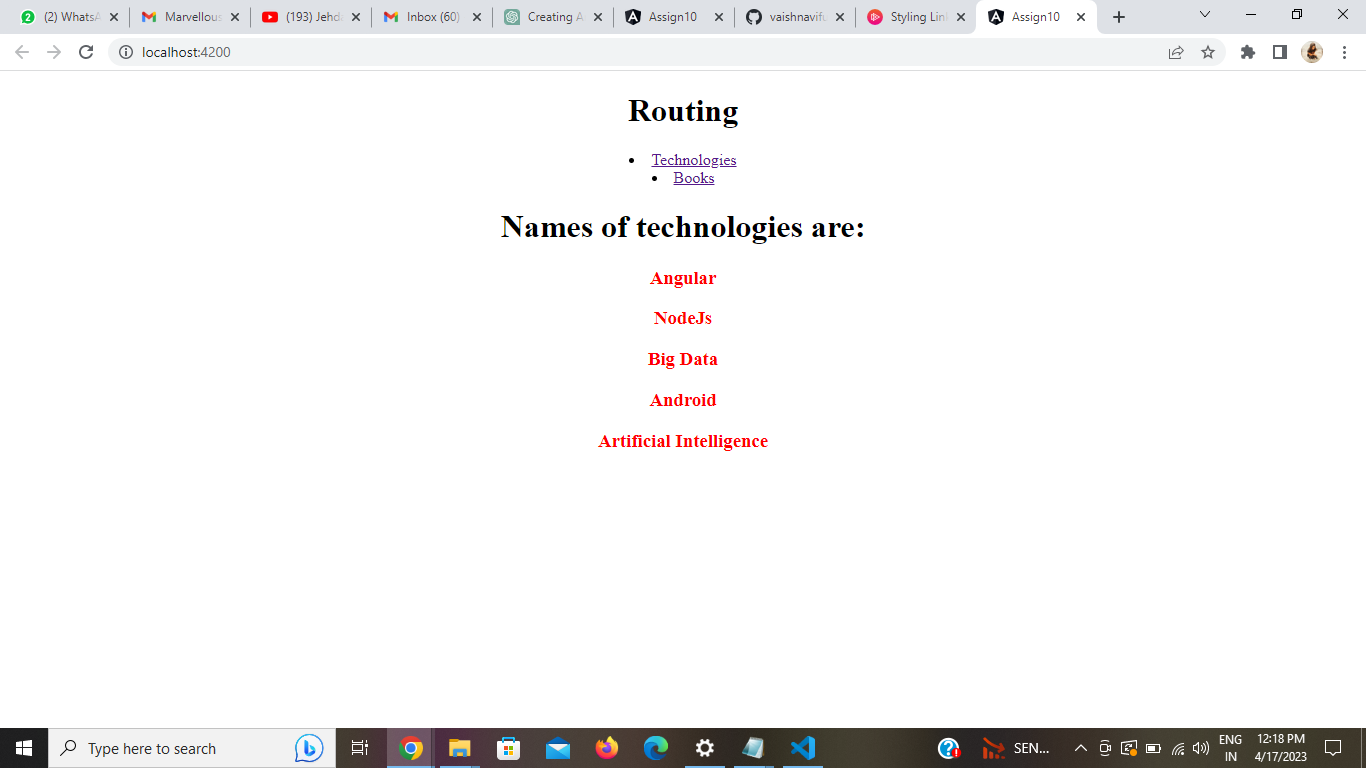 (2) WhatsA
Marvellous
(193) Jehda
Inbox (60)
Creating A
Assign10
vaishnavifu
Styling Lin
Assign10
localhost:4200
Routing
Technologies
Books
Names of technologies are:
Angular
NodeJs
Big Data
Android
Artificial Intelligence
Type here to search
SEN...
ENG
IN
12:18 PM
4/17/2023